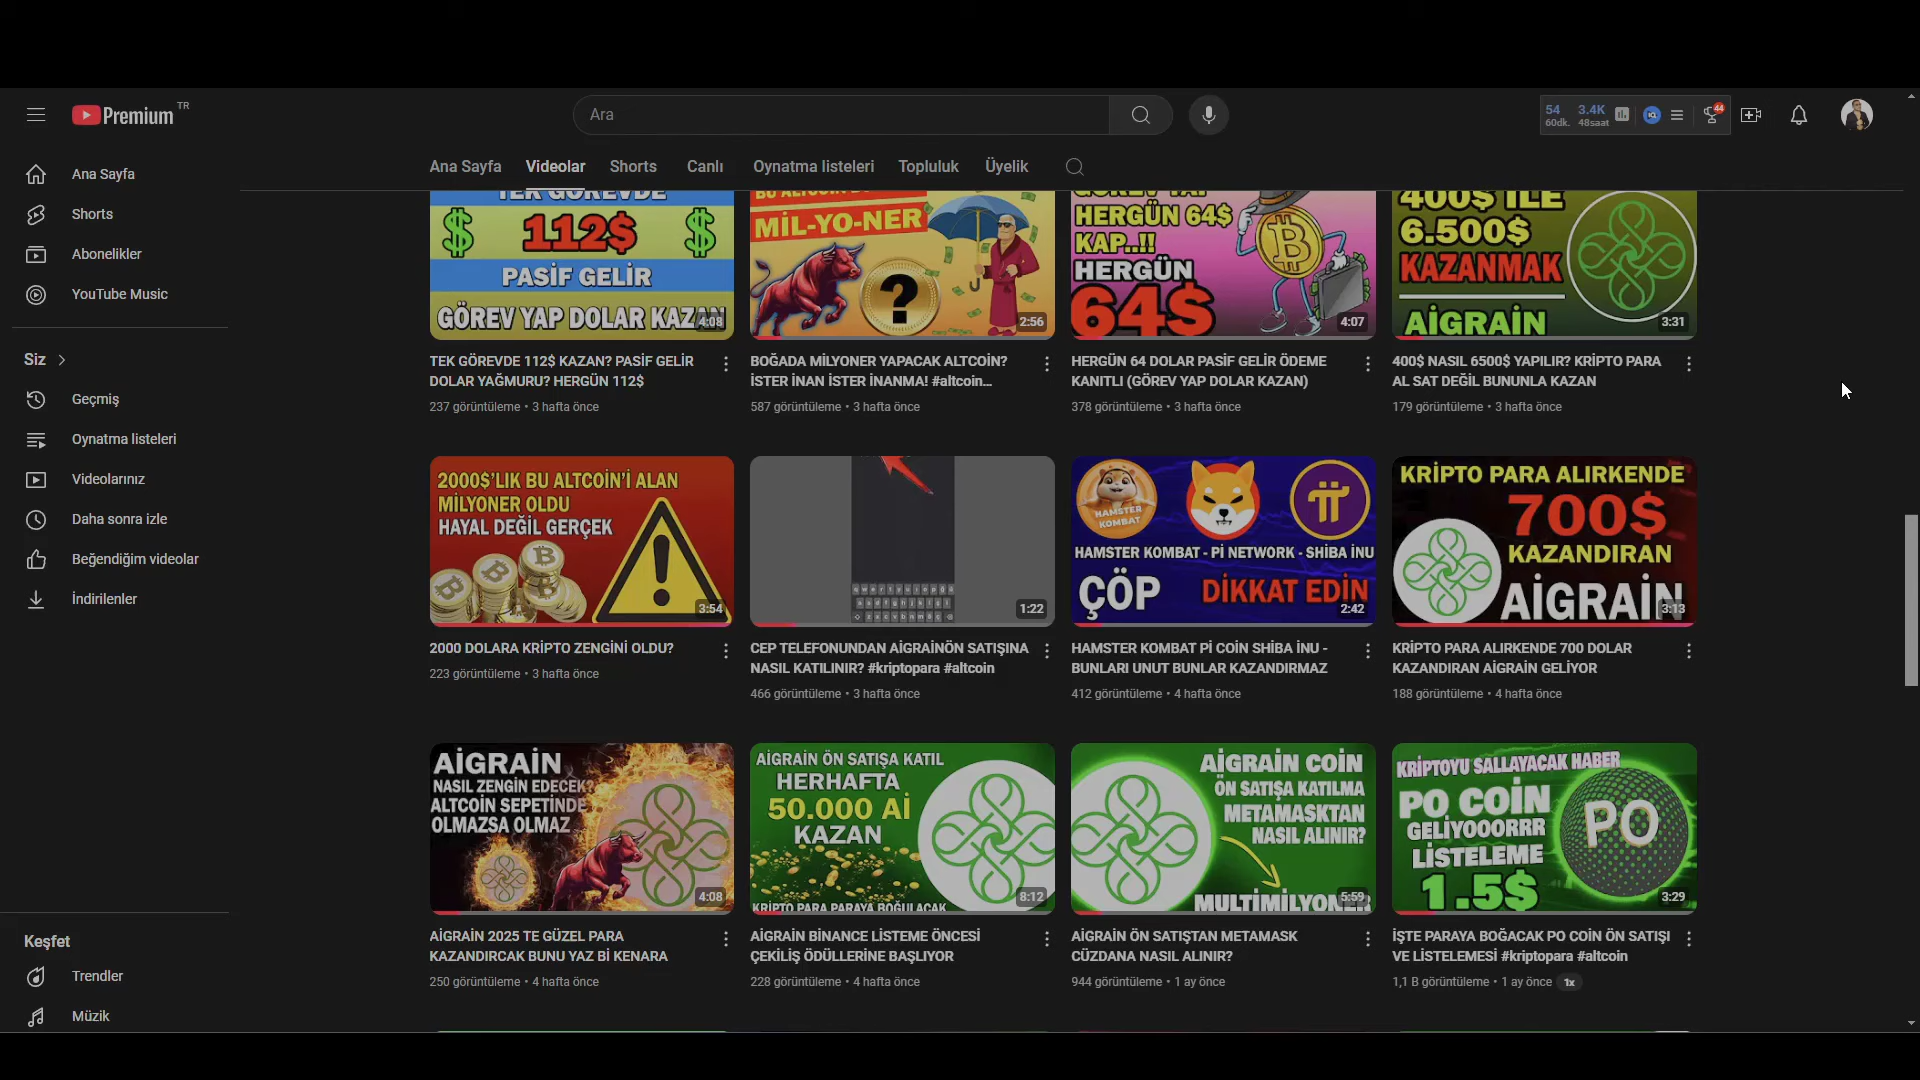 Premium TR
Ara
54 3.4K
60dk. 48saat
44
Ana Sayfa
Shorts
Abonelikler
YouTube Music
Siz
Geçmiş
Oynatma listeleri
Videolarınız
Daha sonra izle
Beğendiğim videolar
İndirilenler
Keşfet
Trendler
Müzik
Ana Sayfa Videolar Shorts Canlı Oynatma listeleri Topluluk Üyelik
TEK GÖREVDE
$ 112$ $
PASİF GELİR
GÖREV YAP DOLAR KAZAN
4:08
TEK GÖREVDE 112$ KAZAN? PASİF GELİR
DOLAR YAĞMURU? HERGÜN 112$
237 görüntüleme • 3 hafta önce
MİL-YO-NER
?
2:56
BOĞADA MİLYONER YAPACAK ALTCOİN?
İSTER İNAN İSTER İNANMA! #altcoin...
587 görüntüleme • 3 hafta önce
GÖREV YAP
HERGÜN 64$
KAP..!!
HERGÜN
64$
4:07
HERGÜN 64 DOLAR PASİF GELİR ÖDEME
KANITLI (GÖREV YAP DOLAR KAZAN)
378 görüntüleme • 3 hafta önce
400$ İLE
6.500$
KAZANMAK
AİGRAİN
3:31
400$ NASIL 6500$ YAPILIR? KRİPTO PARA
AL SAT DEĞİL BUNUNLA KAZAN
179 görüntüleme • 3 hafta önce
2000$'LIK BU ALTCOİN'İ ALAN
MİLYONER OLDU
HAYAL DEĞİL GERÇEK
3:54
2000 DOLARA KRİPTO ZENGİNİ OLDU?
223 görüntüleme • 3 hafta önce
1:22
CEP TELEFONUNDAN AİGRAİNÖN SATIŞINA
NASIL KATILINIR? #kriptopara #altcoin
466 görüntüleme • 3 hafta önce
HAMSTER
KOMBAT
HAMSTER KOMBAT - Pİ NETWORK - SHİBA İNU
ÇÖP DİKKAT EDİN
2:42
HAMSTER KOMBAT Pİ COİN SHİBA İNU -
BUNLARI UNUT BUNLAR KAZANDIRMAZ
412 görüntüleme • 4 hafta önce
KRİPTO PARA ALIRKENDE
700$
KAZANDIRAN
AİGRAİN
3:13
KRİPTO PARA ALIRKENDE 700 DOLAR
KAZANDIRAN AİGRAİN GELİYOR
188 görüntüleme • 4 hafta önce
AİGRAİN
NASIL ZENGİN EDECEK?
ALTCOİN SEPETİNDE
OLMAZSA OLMAZ
4:08
AİGRAİN 2025 TE GÜZEL PARA
KAZANDIRCAK BUNU YAZ Bİ KENARA
250 görüntüleme • 4 hafta önce
AİGRAİN ÖN SATIŞA KATIL
HERHAFTA
50.000 Aİ
KAZAN
KRİPTO PARA PARAYA BOĞULACAK
8:12
AİGRAİN BİNANCE LİSTEME ÖNCESİ
ÇEKİLİŞ ÖDÜLLERİNE BAŞLIYOR
228 görüntüleme • 4 hafta önce
AİGRAİN COİN
ÖN SATIŞA KATILMA
METAMASKTAN
NASIL ALINIR?
MULTİMİLYONER
5:59
AİGRAİN ÖN SATIŞTAN METAMASK
CÜZDANA NASIL ALINIR?
944 görüntüleme • 1 ay önce
KRİPTOYU SALLAYACAK HABER
PO COİN
GELİYOOORRR
LİSTELEME
1.5$
PO
3:29
İŞTE PARAYA BOĞACAK PO COİN ÖN SATIŞI
VE LİSTELEMESİ #kriptopara #altcoin
1,1 B görüntüleme • 1 ay önce 1x